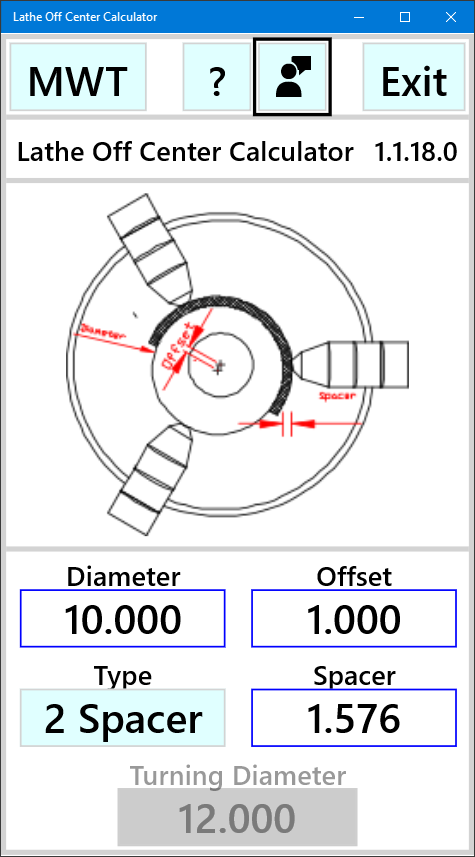 Lathe Off Center Calculator
MWT ? Exit
Lathe Off Center Calculator 1.1.18.0
Diameter
Offset
Spacer
Diameter Offset
10.000 1.000
Type Spacer
2 Spacer 1.576
Turning Diameter
12.000